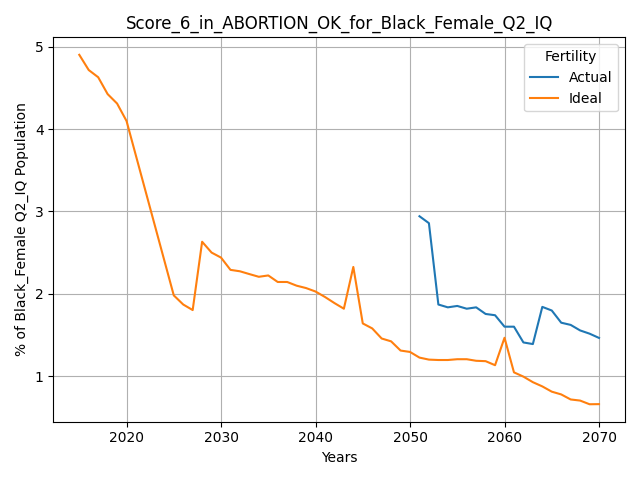 Score_6_in_ABORTION_OK_for_Black_Female_Q2_IQ
% of Black_Female Q2_IQ Population
5
4
3
2
1
Fertility
Actual
Ideal
2020 2030 2040 2050 2060 2070
Years